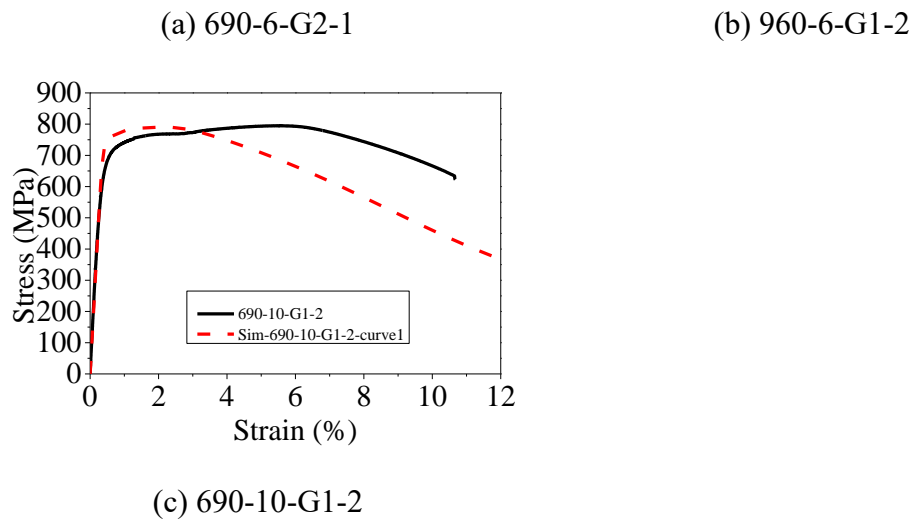 (a) 690-6-G2-1 (b) 960-6-G1-2
900
800
700
600
500
400
300
200
100
0
Stress (MPa)
690-10-G1-2
Sim-690-10-G1-2-curve1
0 2 4 6 8 10 12
Strain (%)
(c) 690-10-G1-2